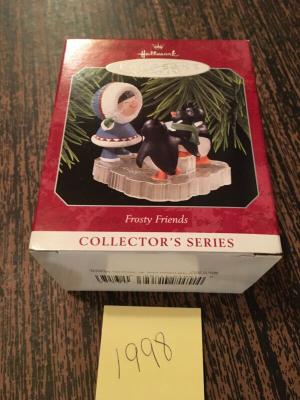 Hallmark
Frosty Friends
COLLECTOR'S SERIES
1998